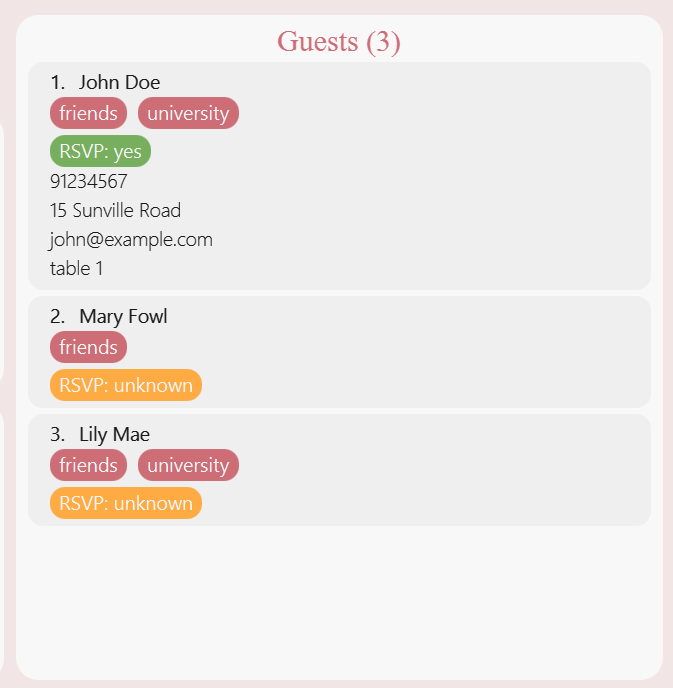 Guests (3)
1. John Doe
friends university
RSVP: yes
91234567
15 Sunville Road
john@example.com
table 1
2. Mary Fowl
friends
RSVP: unknown
3. Lily Mae
friends university
RSVP: unknown